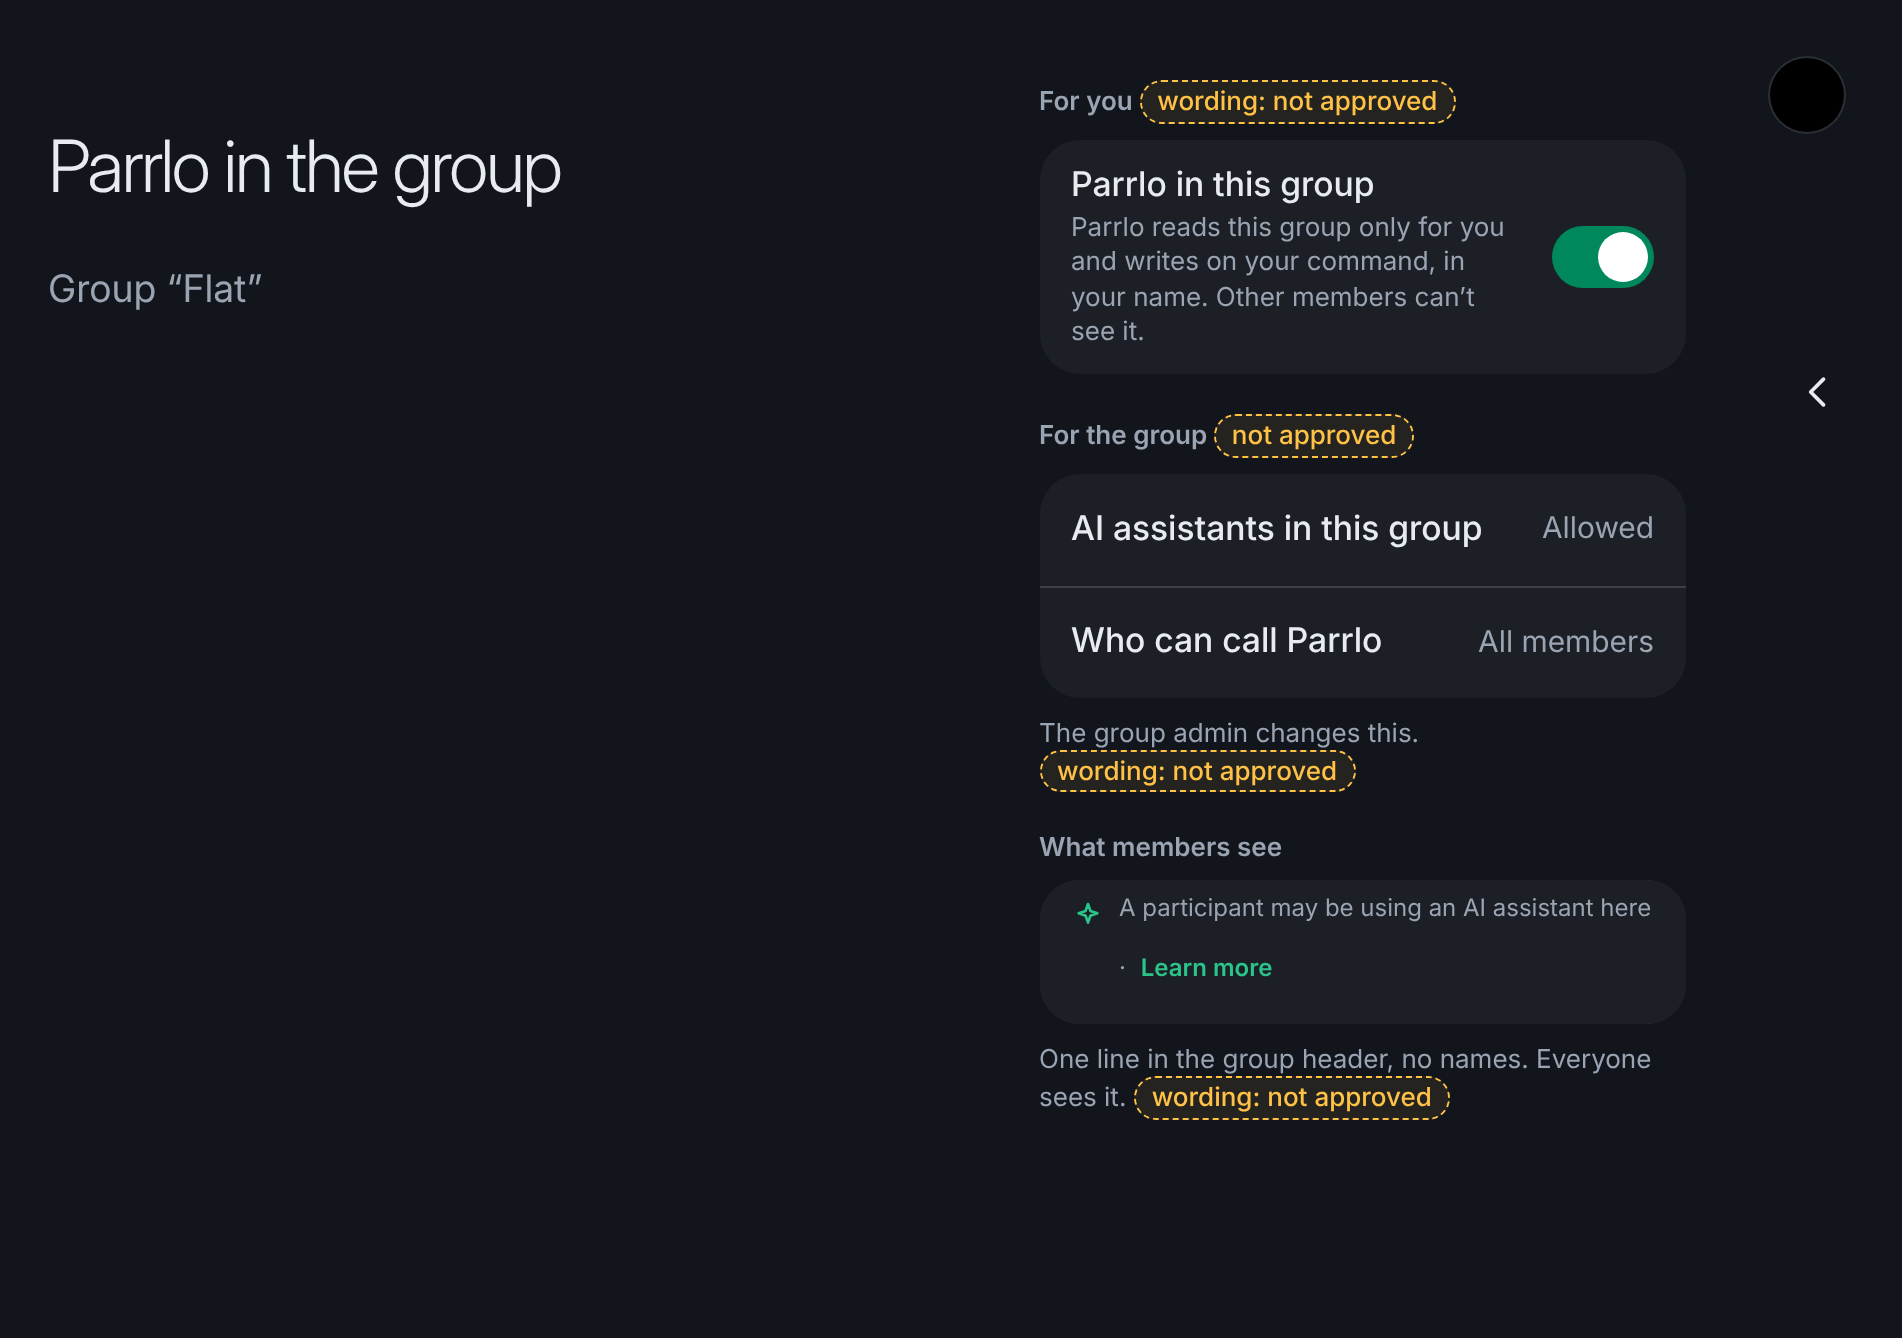 Parrlo in the group
Group “Flat”
For you wording: not approved
Parrlo in this group
Parrlo reads this group only for you
and writes on your command, in
your name. Other members can’t
see it.
For the group not approved
AI assistants in this group Allowed
Who can call Parrlo All members
The group admin changes this.
wording: not approved
What members see
A participant may be using an AI assistant here
· Learn more
One line in the group header, no names. Everyone
sees it. wording: not approved